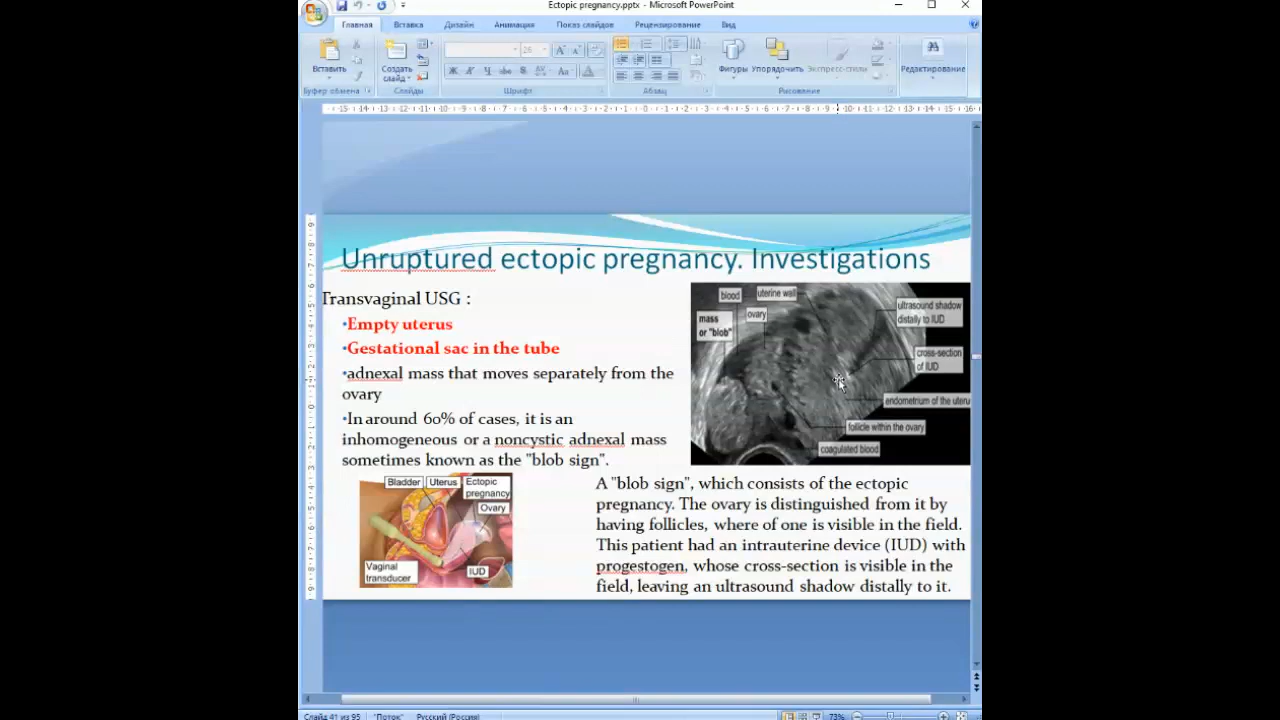 Ectopic pregnancy.pptx - Microsoft PowerPoint
Главная Вставка Дизайн Анимация Показ слайдов Рецензирование Вид
26
Вставить
Создать слайд
Фигуры Упорядочить Экспресс-стили
Редактирование
Буфер обмена Слайды Шрифт Абзац Рисование
Unruptured ectopic pregnancy. Investigations
Transvaginal USG :
•Empty uterus
•Gestational sac in the tube
•adnexal mass that moves separately from the
ovary
•In around 60% of cases, it is an
inhomogeneous or a noncystic adnexal mass
sometimes known as the "blob sign".
blood
uterine wall
ovary
mass
or "blob"
ultrasound shadow
distally to IUD
cross-section
of IUD
endometrium of the uteru
follicle within the ovary
coagulated blood
Bladder
Uterus
Ectopic
pregnancy
Ovary
Vaginal
transducer
IUD
A "blob sign", which consists of the ectopic
pregnancy. The ovary is distinguished from it by
having follicles, where of one is visible in the field.
This patient had an intrauterine device (IUD) with
progestogen, whose cross-section is visible in the
field, leaving an ultrasound shadow distally to it.
Слайд 41 из 95 "Поток" Русский (Россия) 73%